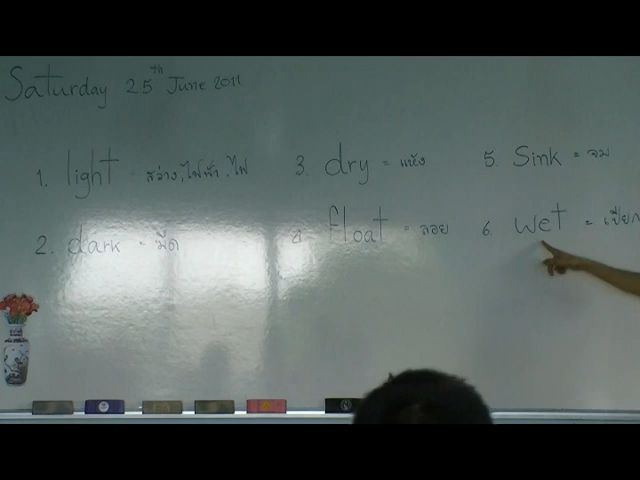 Saturday 25th June 2011
1. light = สว่าง, ไฟฟ้า, ไฟ
2. dark = มืด
3. dry = แห้ง
4. float = ลอย
5. Sink = จม
6. wet = เปียก